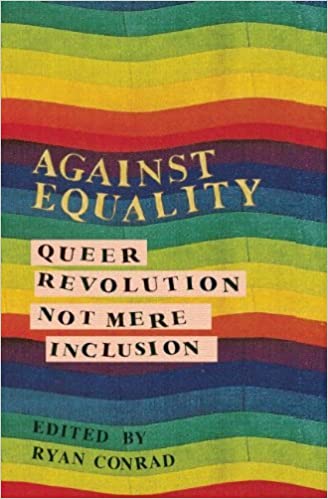 AGAINST
EQUALITY
QUEER
REVOLUTION
NOT MERE
INCLUSION
EDITED BY
RYAN CONRAD